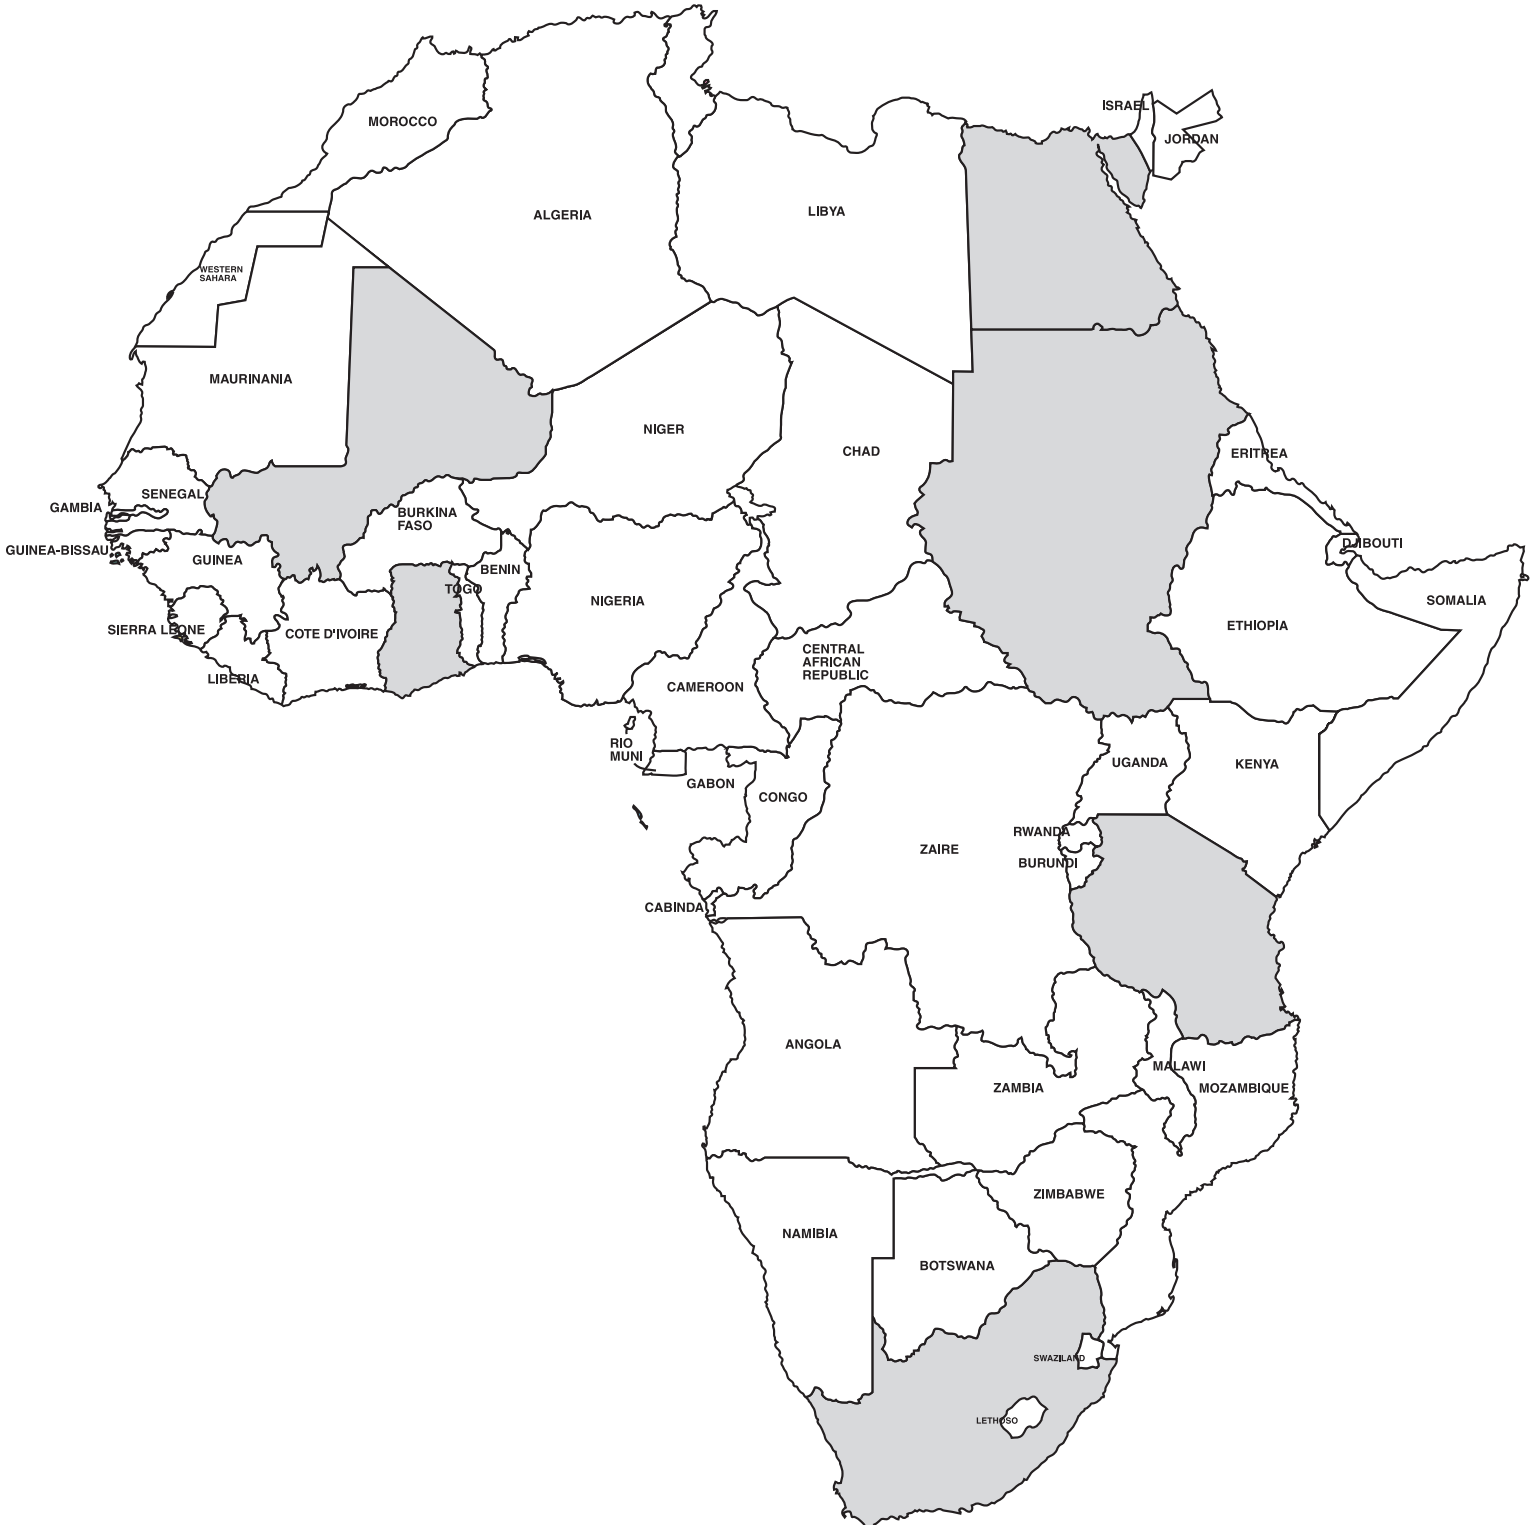 ISRAEL
MOROCCO
JORDAN
ALGERIA
LIBYA
WESTERN
SAHARA
MAURINANIA
NIGER
CHAD
ERITREA
SENEGAL
GAMBIA
BURKINA
FASO
DJIBOUTI
GUINEA-BISSAU
GUINEA
BENIN
TOGO
NIGERIA
SOMALIA
ETHIOPIA
SIERRA LEONE
COTE D'IVOIRE
CENTRAL
AFRICAN
REPUBLIC
LIBERIA
CAMEROON
RIO
MUNI
UGANDA
KENYA
GABON
CONGO
RWANDA
ZAIRE
BURUNDI
CABINDA
ANGOLA
MALAWI
ZAMBIA
MOZAMBIQUE
ZIMBABWE
NAMIBIA
BOTSWANA
SWAZILAND
LETHOSO